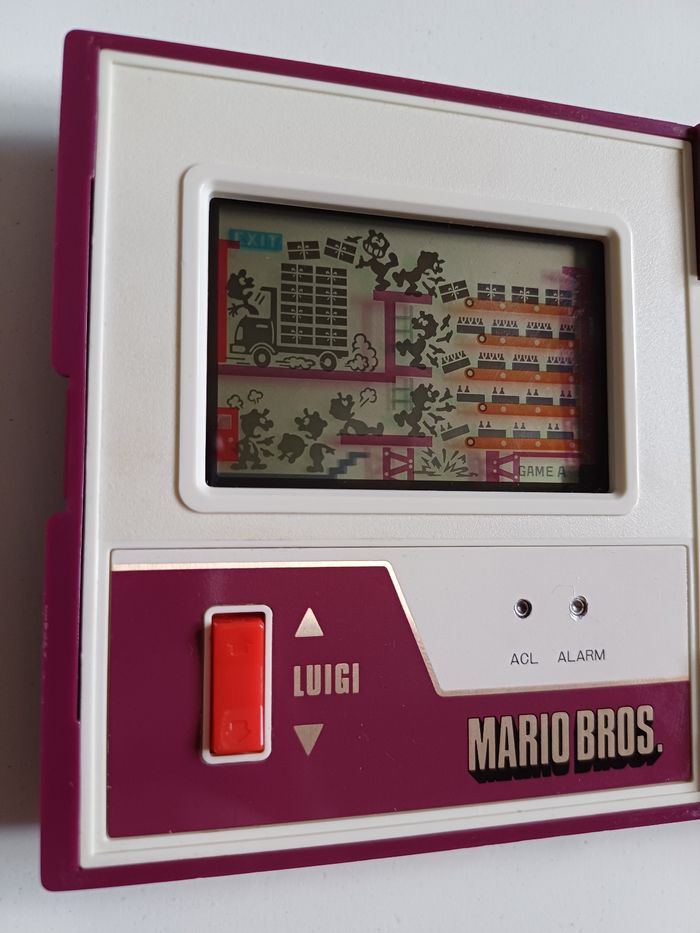 EXIT
GAME A
LUIGI
ACL ALARM
MARIO BROS.